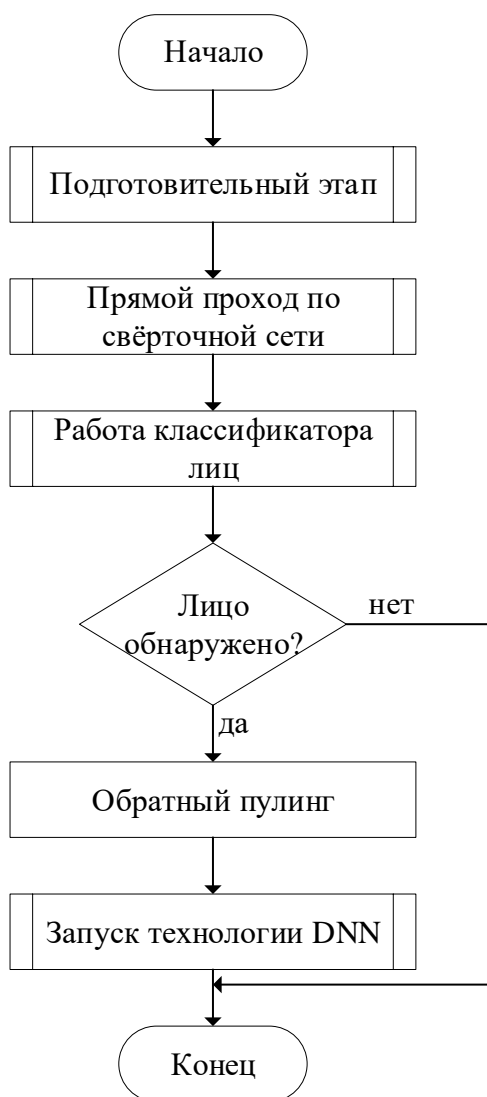 Начало
Подготовительный этап
Прямой проход по
свёрточной сети
Работа классификатора
лиц
Лицо
обнаружено?
нет
да
Обратный пулинг
Запуск технологии DNN
Конец